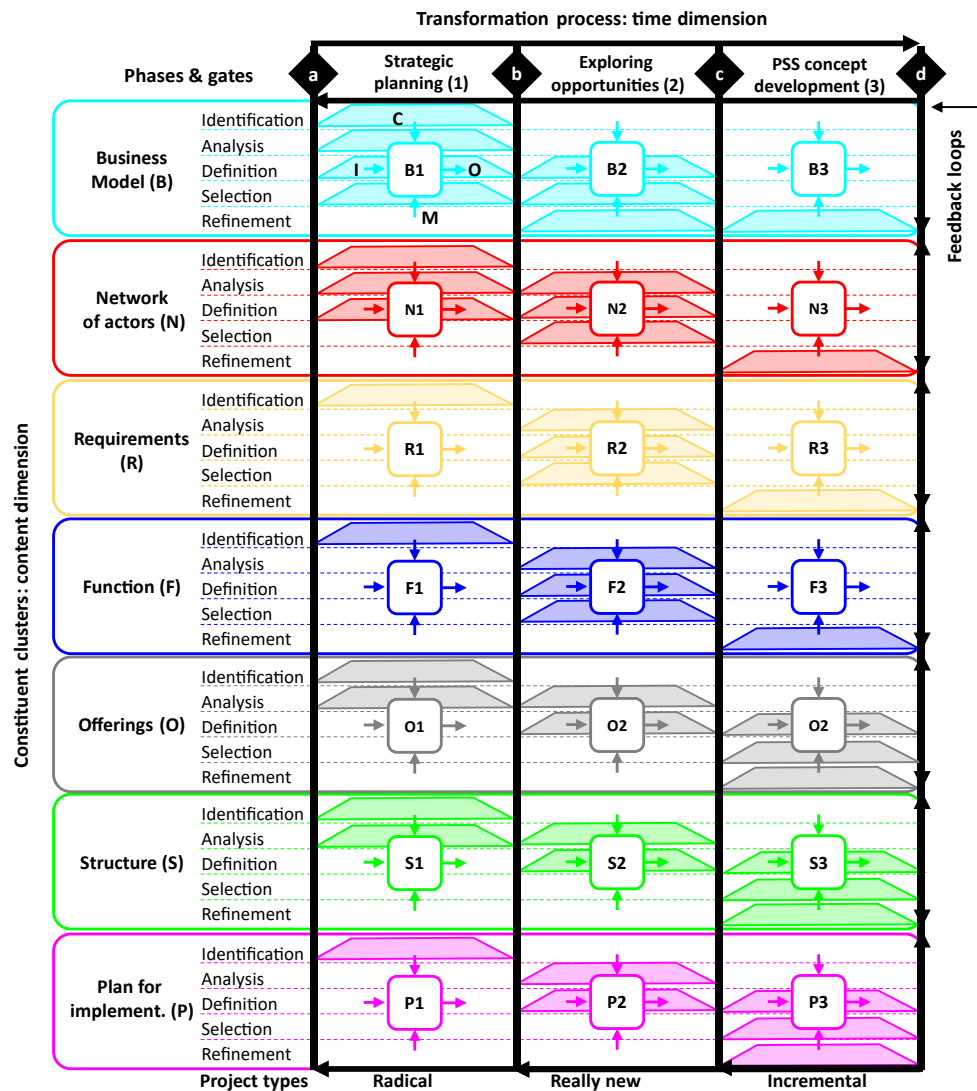 Transformation process: time dimension
Phases & gates
a
Strategic
planning (1)
b
Exploring
opportunities (2)
c
PSS concept
development (3)
d
Feedback loops
Constituent clusters: content dimension
Business
Model (B)
Identification
Analysis
Definition
Selection
Refinement
C
I
B1
O
M
B2
B3
Network
of actors (N)
Identification
Analysis
Definition
Selection
Refinement
N1
N2
N3
Requirements
(R)
Identification
Analysis
Definition
Selection
Refinement
R1
R2
R3
Function (F)
Identification
Analysis
Definition
Selection
Refinement
F1
F2
F3
Offerings (O)
Identification
Analysis
Definition
Selection
Refinement
O1
O2
O2
Structure (S)
Identification
Analysis
Definition
Selection
Refinement
S1
S2
S3
Plan for
implement. (P)
Identification
Analysis
Definition
Selection
Refinement
P1
P2
P3
Project types
Radical
Really new
Incremental